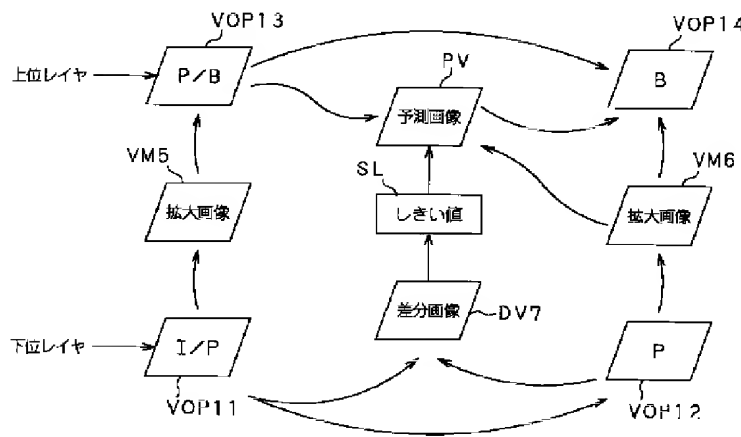 VOP13
VOP14
PV
上位レイヤ
P/B
B
予測画像
VM5
VM6
SL
拡大画像
しきい値
拡大画像
差分画像
DV7
下位レイヤ
I/P
P
VOP11
VOP12